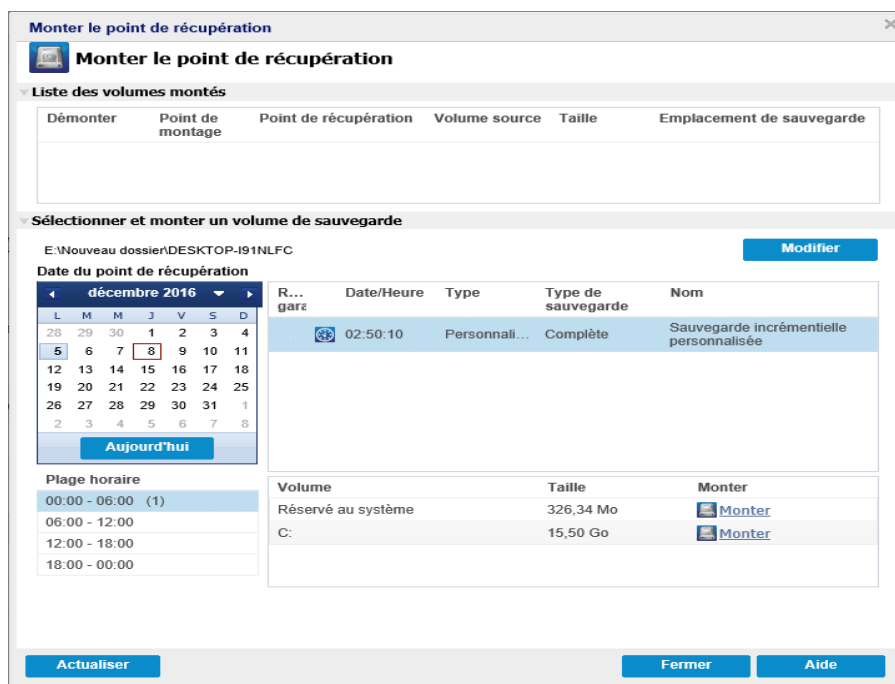 Monter le point de récupération
Monter le point de récupération
Liste des volumes montés
Démonter Point de montage Point de récupération Volume source Taille Emplacement de sauvegarde
Sélectionner et monter un volume de sauvegarde
E:\Nouveau dossier\DESKTOP-I91NLFC
Modifier
Date du point de récupération
décembre 2016
L M M J V S D
28 29 30 1 2 3 4
5 6 7 8 9 10 11
12 13 14 15 16 17 18
19 20 21 22 23 24 25
26 27 28 29 30 31 1
2 3 4 5 6 7 8
Aujourd'hui
Plage horaire
00:00 - 06:00 (1)
06:00 - 12:00
12:00 - 18:00
18:00 - 00:00
R... gara Date/Heure Type Type de sauvegarde Nom
02:50:10 Personnali... Complète Sauvegarde incrémentielle personnalisée
Volume Taille Monter
Réservé au système 326,34 Mo Monter
C: 15,50 Go Monter
Actualiser Fermer Aide